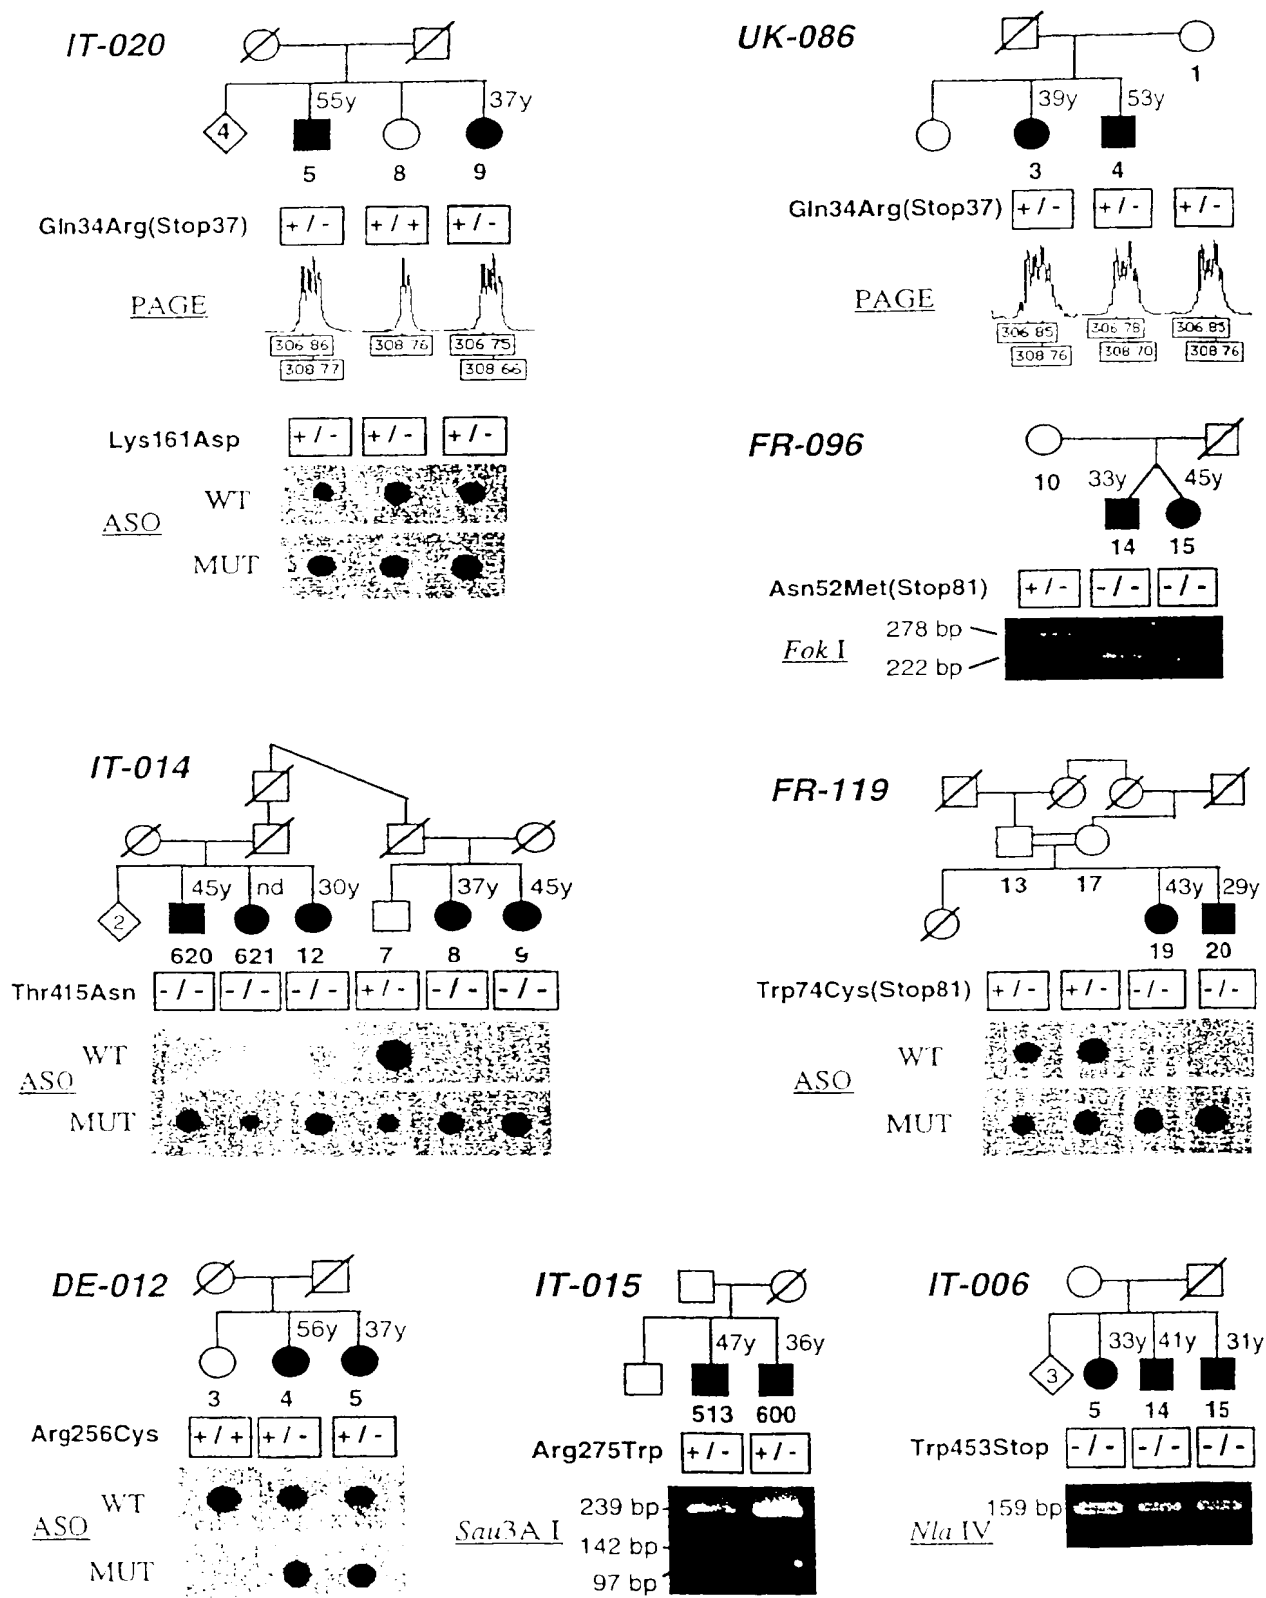 IT-020
4
55y
37y
5 8 9
Gln34Arg(Stop37) +/- +/+ +/-
PAGE
306 86 308 76 306 75
308 77 308 66
Lys161Asp +/- +/- +/-
WT
ASO
MUT
UK-086
1
39y 53y
3 4
Gln34Arg(Stop37) +/- +/- +/-
PAGE
306 85 306 78 306 85
308 76 308 70 308 76
FR-096
10 33y 45y
14 15
Asn52Met(Stop81) +/- -/- -/-
278 bp
Fok I
222 bp
IT-014
45y nd 30y 37y 45y
2
620 621 12 7 8 9
Thr415Asn -/- -/- -/- +/- -/- -/-
WT
ASO
MUT
FR-119
13 17 43y 29y
19 20
Trp74Cys(Stop81) +/- +/- -/- -/-
WT
ASO
MUT
DE-012
56y 37y
3 4 5
Arg256Cys +/+ +/- +/-
WT
ASO
MUT
IT-015
47y 36y
513 600
Arg275Trp +/- +/-
239 bp
Sau3A I
142 bp
97 bp
IT-006
33y 41y 31y
3
5 14 15
Trp453Stop -/- -/- -/-
159 bp
Nla IV